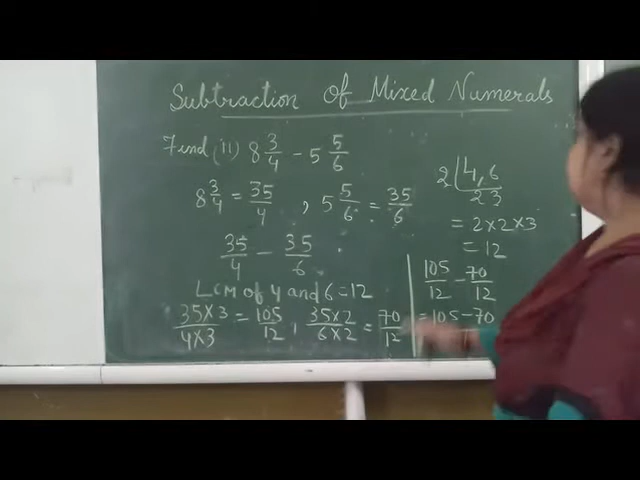 Subtraction of Mixed Numerals
Find (ii) 8 3/4 - 5 5/6
8 3/4 = 35/4 , 5 5/6 = 35/6
35/4 - 35/6
LCM of 4 and 6 = 12
35×3/4×3 = 105/12 , 35×2/6×2 = 70/12
2 | 4, 6
2 3
= 2×2×3
= 12
105/12 - 70/12
= 105-70